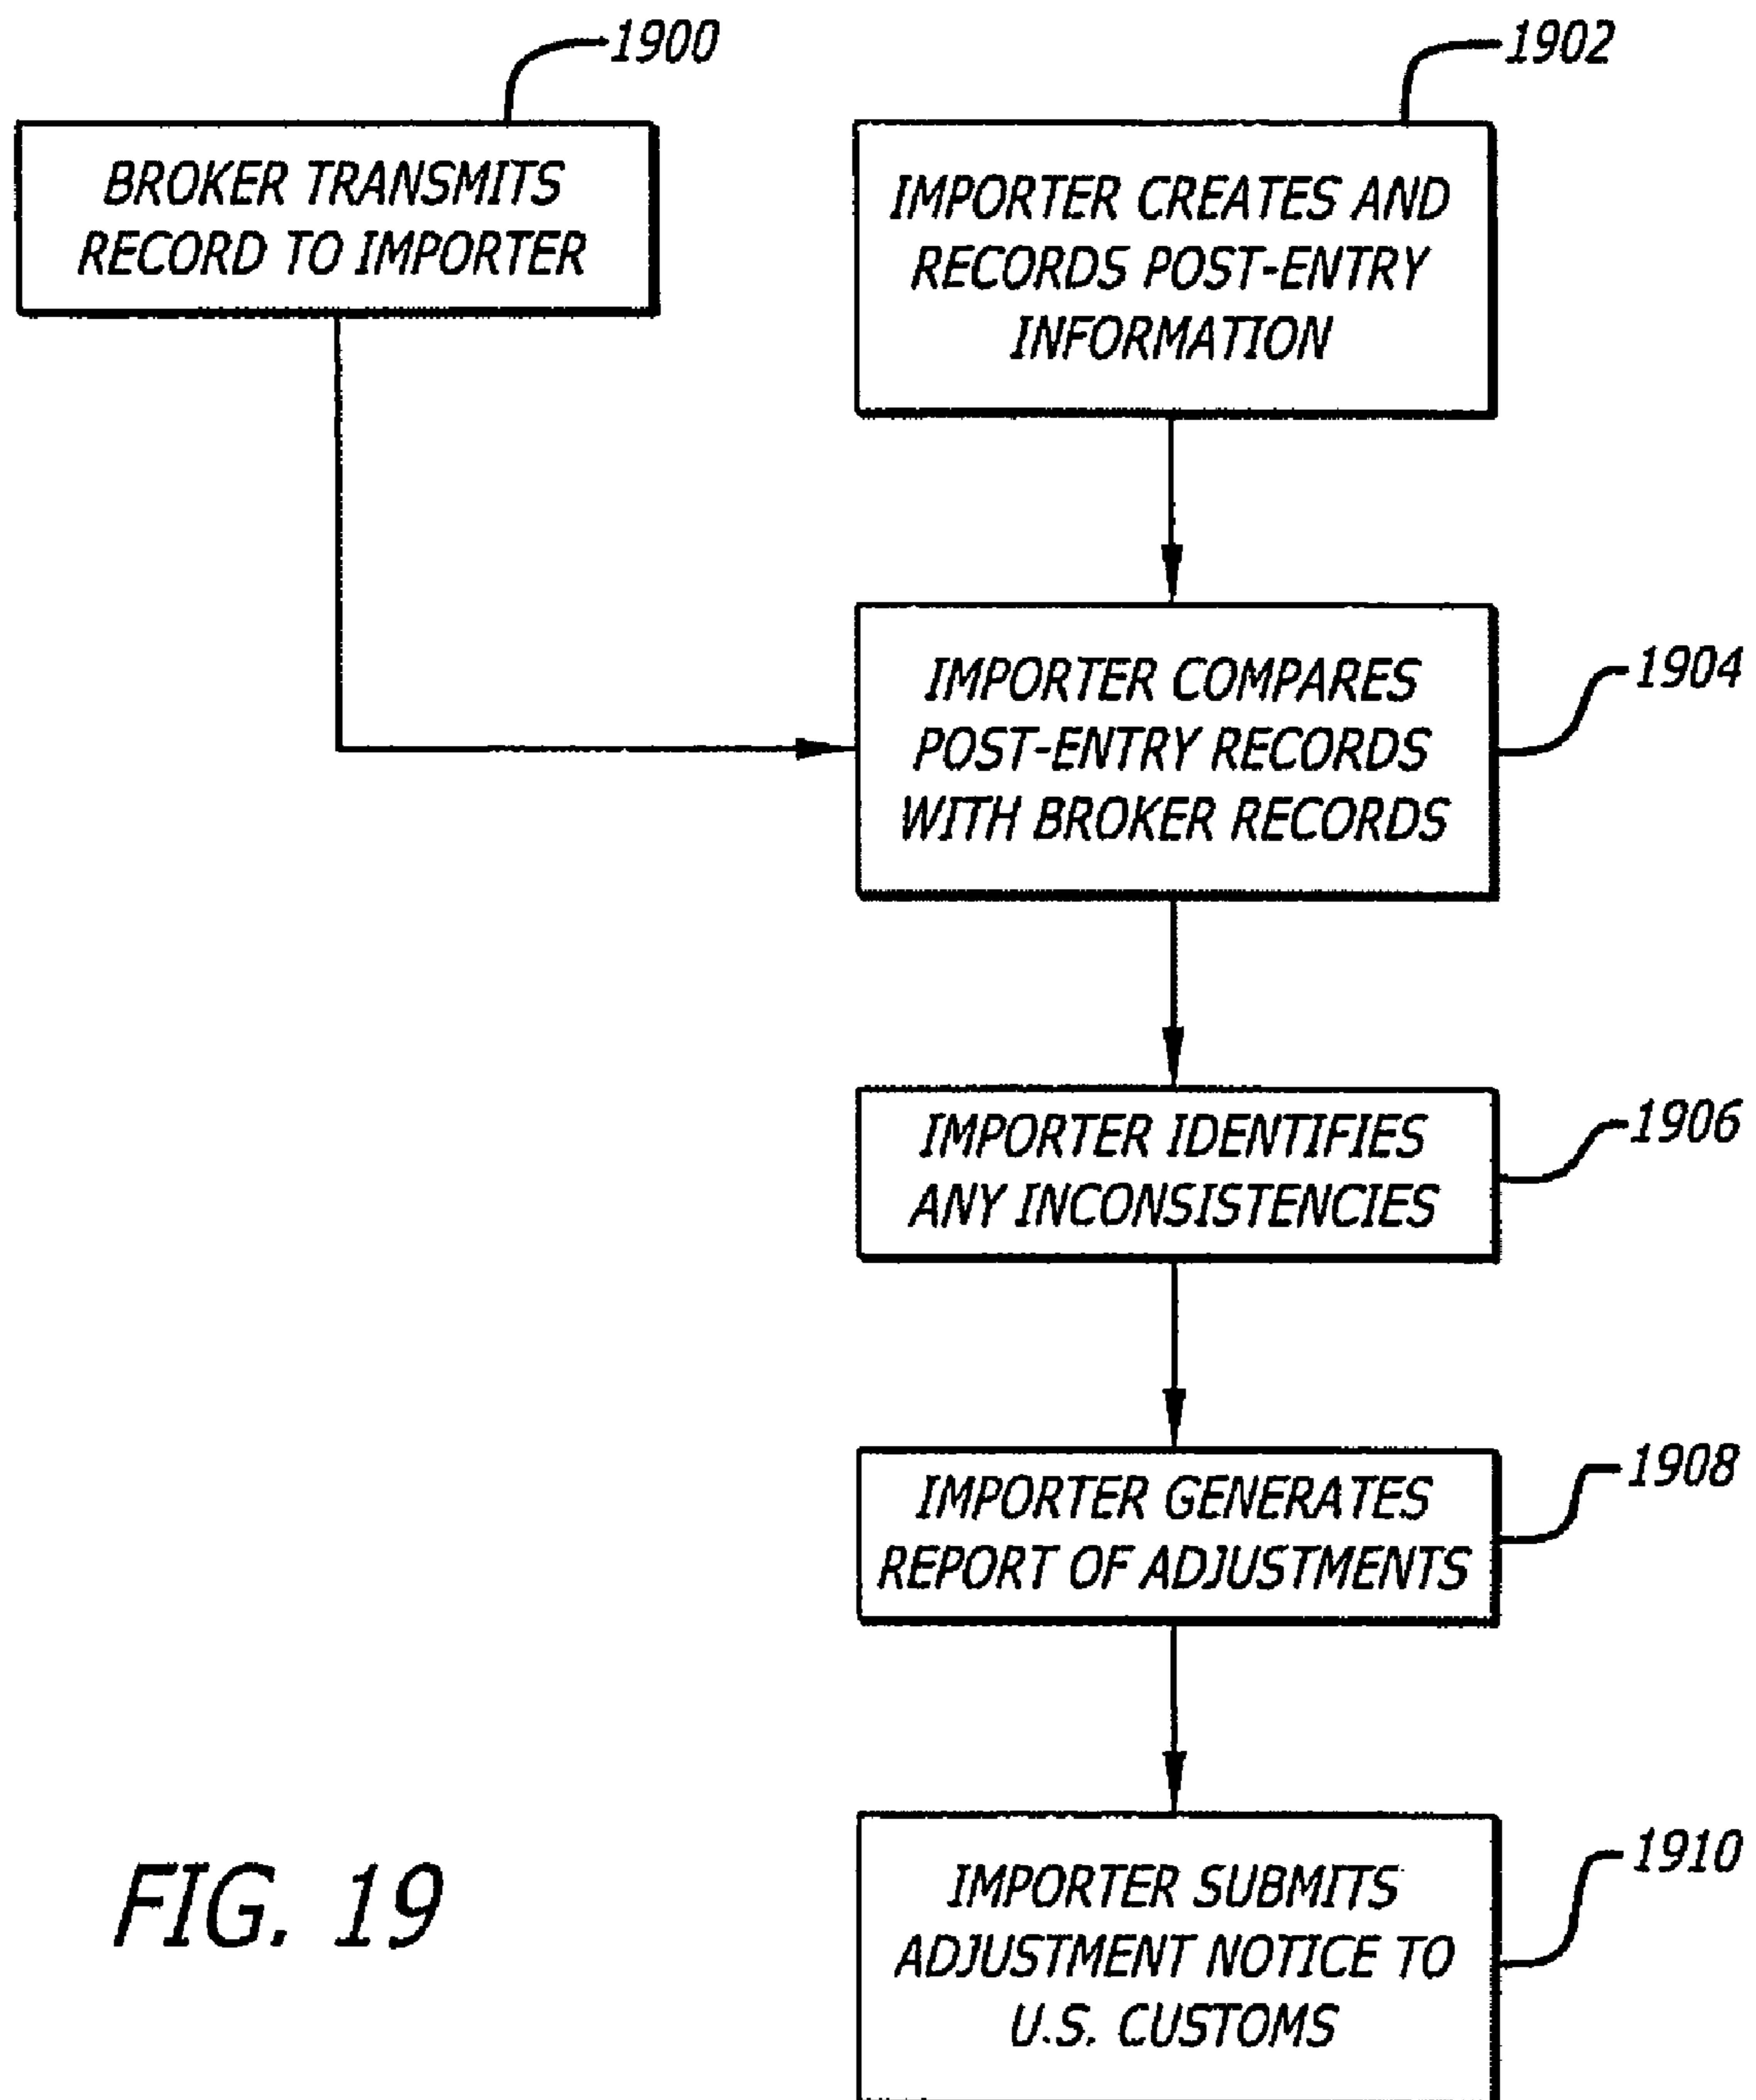 1900
BROKER TRANSMITS
RECORD TO IMPORTER
1902
IMPORTER CREATES AND
RECORDS POST-ENTRY
INFORMATION
1904
IMPORTER COMPARES
POST-ENTRY RECORDS
WITH BROKER RECORDS
1906
IMPORTER IDENTIFIES
ANY INCONSISTENCIES
1908
IMPORTER GENERATES
REPORT OF ADJUSTMENTS
1910
IMPORTER SUBMITS
ADJUSTMENT NOTICE TO
U.S. CUSTOMS
FIG. 19